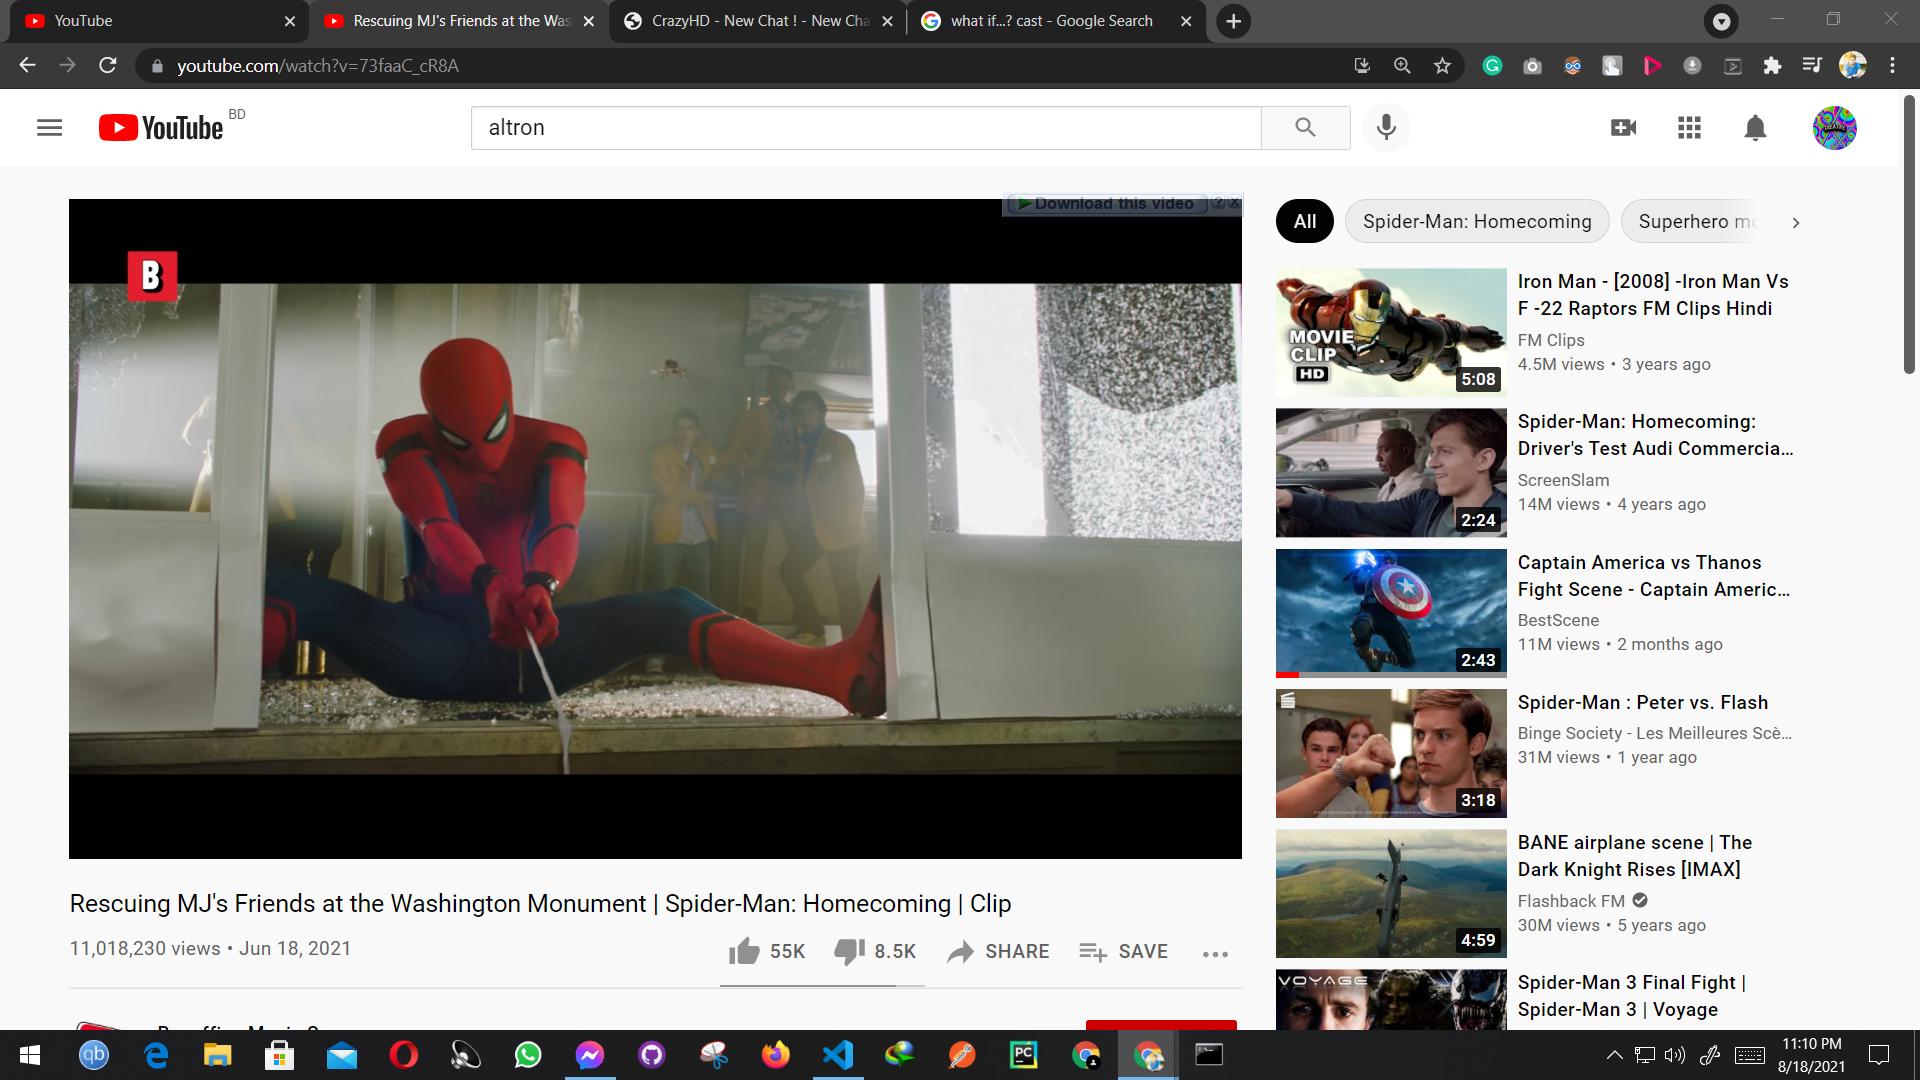 YouTube
Rescuing MJ's Friends at the Was
CrazyHD - New Chat ! - New Cha
what if...? cast - Google Search
youtube.com/watch?v=73faaC_cR8A
YouTube BD
altron
Download this video
B
All
Spider-Man: Homecoming
Superhero mo
Iron Man - [2008] -Iron Man Vs
F -22 Raptors FM Clips Hindi
FM Clips
4.5M views • 3 years ago
MOVIE
CLIP
HD
5:08
Spider-Man: Homecoming:
Driver's Test Audi Commercia...
ScreenSlam
14M views • 4 years ago
2:24
Captain America vs Thanos
Fight Scene - Captain Americ...
BestScene
11M views • 2 months ago
2:43
Spider-Man : Peter vs. Flash
Binge Society - Les Meilleures Scè...
31M views • 1 year ago
3:18
BANE airplane scene | The
Dark Knight Rises [IMAX]
Flashback FM
30M views • 5 years ago
4:59
Spider-Man 3 Final Fight |
Spider-Man 3 | Voyage
VOYAGE
Rescuing MJ's Friends at the Washington Monument | Spider-Man: Homecoming | Clip
11,018,230 views • Jun 18, 2021
55K
8.5K
SHARE
SAVE
qb
PC
11:10 PM
8/18/2021